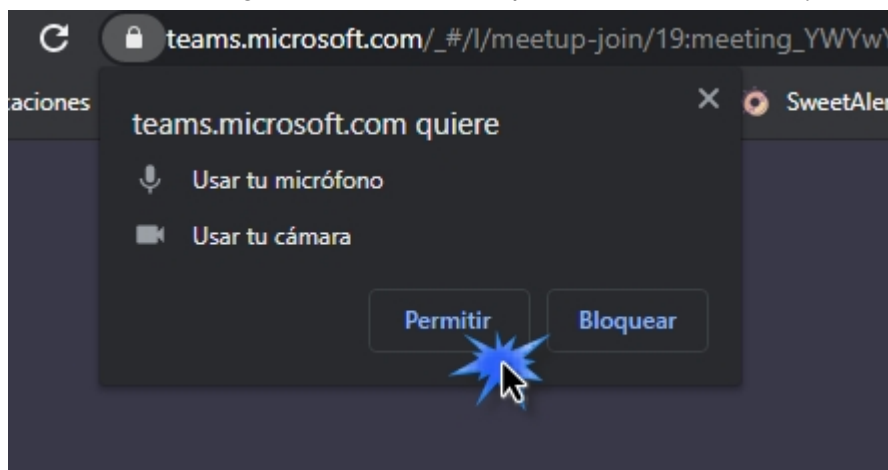 teams.microsoft.com/_#/l/meetup-join/19:meeting_YWYw
caciones
SweetAler
teams.microsoft.com quiere
Usar tu micrófono
Usar tu cámara
Permitir
Bloquear